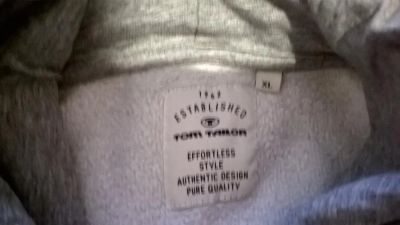 1962
ESTABLISHED
TOM TAILOR
EFFORTLESS
STYLE
AUTHENTIC DESIGN
PURE QUALITY
XL